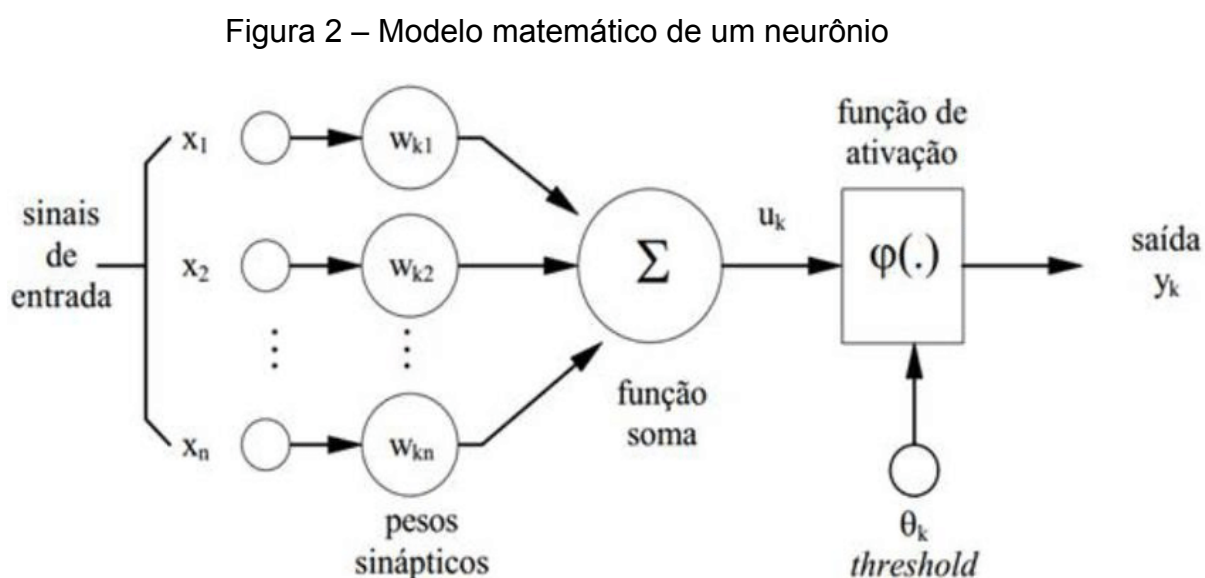 Figura 2 – Modelo matemático de um neurônio
sinais
de
entrada
x₁
x₂
xₙ
wₖ₁
wₖ₂
wₖₙ
pesos
sinápticos
Σ
função
soma
uₖ
função de
ativação
φ(.)
θₖ
threshold
saída
yₖ